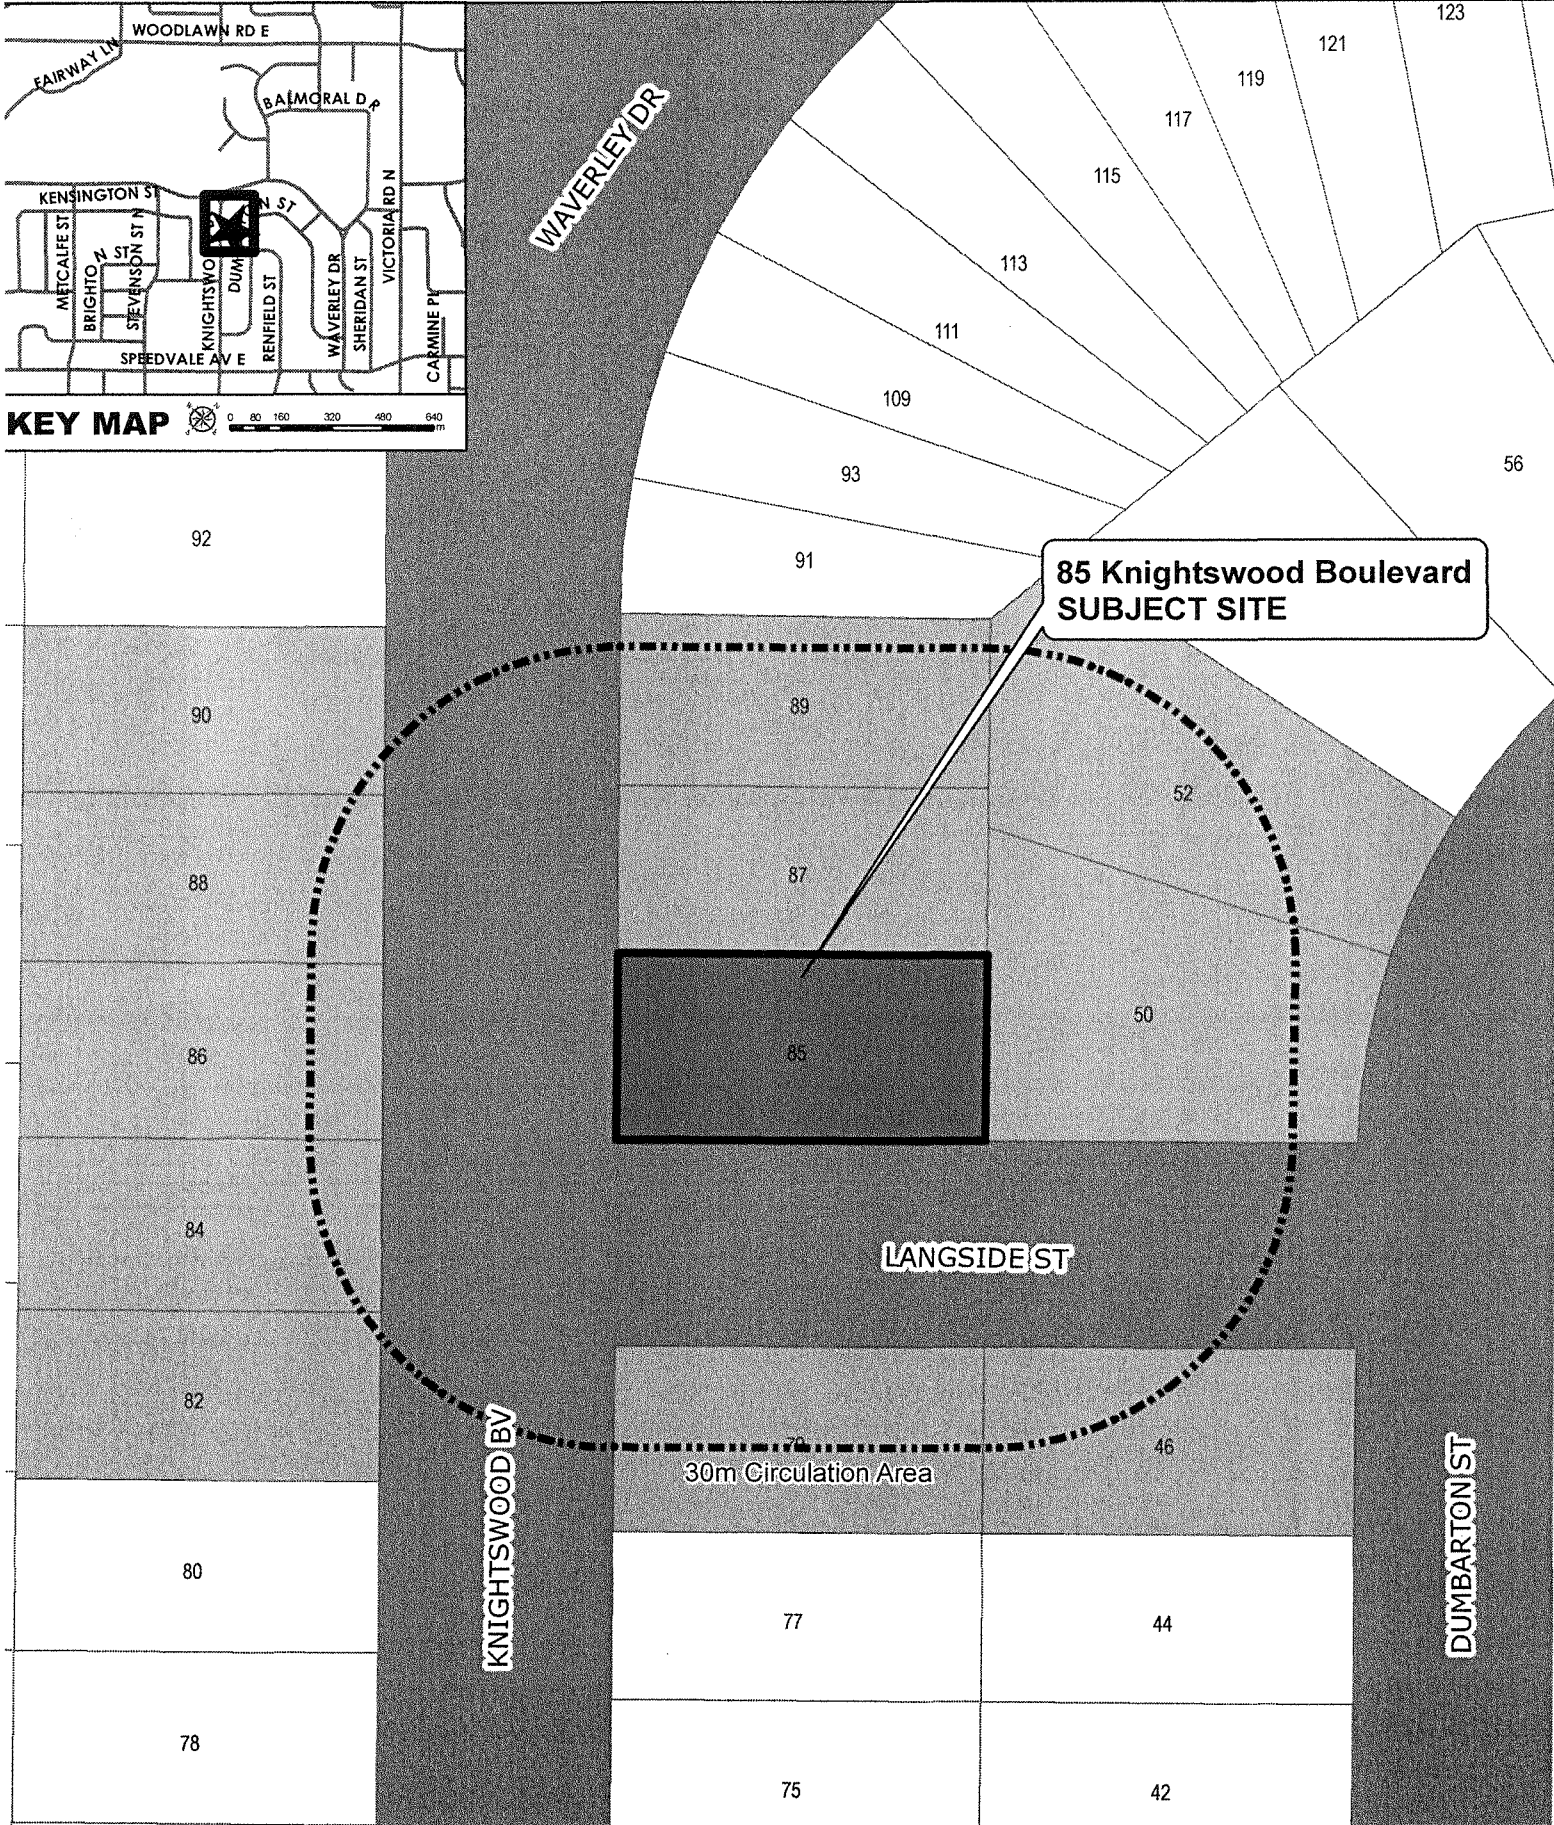 WOODLAWN RD E
FAIRWAY LN
BALMORAL DR
KENSINGTON ST
N ST
METCALFE ST
BRIGHTO
N ST
STEVENSON ST N
KNIGHTSWO
DUM
RENFIELD ST
WAVERLEY DR
SHERIDAN ST
VICTORIA RD N
CARMINE PL
SPEEDVALE AV E
KEY MAP
0 80 160 320 480 640
m
WAVERLEY DR
123
121
119
117
115
113
111
109
93
91
56
92
85 Knightswood Boulevard
SUBJECT SITE
90
89
52
88
87
86
85
50
84
LANGSIDE ST
82
46
30m Circulation Area
KNIGHTSWOOD BV
DUMBARTON ST
80
77
44
78
75
42